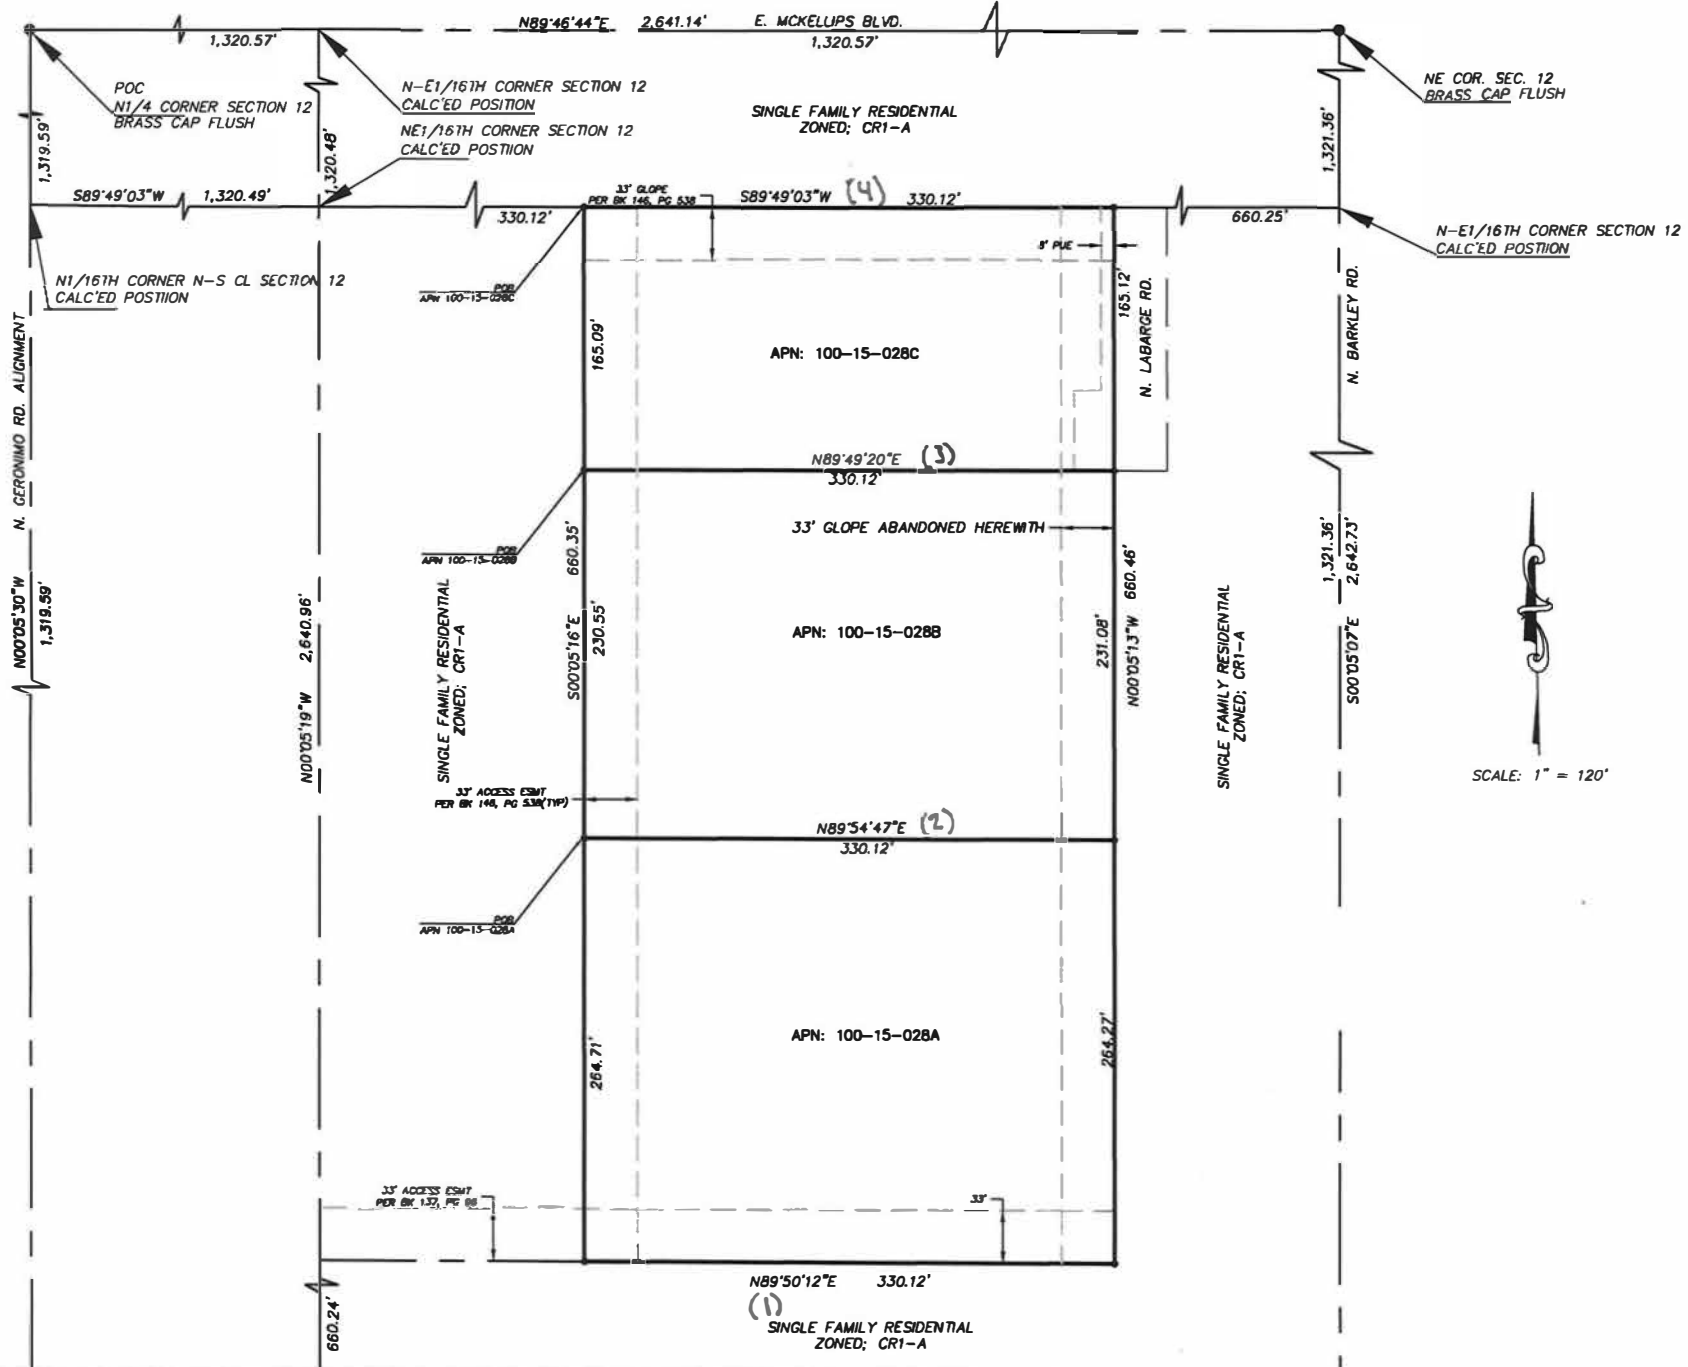 N89°46'44"E 2,641.14' E. MCKELLIPS BLVD.
1,320.57'
1,320.57'
POC
N1/4 CORNER SECTION 12
BRASS CAP FLUSH
N-E1/16TH CORNER SECTION 12
CALC'ED POSITION
NE1/16TH CORNER SECTION 12
CALC'ED POSTIION
SINGLE FAMILY RESIDENTIAL
ZONED; CR1-A
NE COR. SEC. 12
BRASS CAP FLUSH
1,319.59'
1,320.48'
1,321.36'
S89°49'03"W 1,320.49'
330.12'
33' GLOPE
PER BK 146, PG 538
S89°49'03"W (4) 330.12'
660.25'
N-E1/16TH CORNER SECTION 12
CALC'ED POSTIION
8' PUE
N1/16TH CORNER N-S CL SECTION 12
CALC'ED POSTIION
POB
APN 100-15-028C
165.09'
APN: 100-15-028C
165.12'
N. LABARGE RD.
N. BARKLEY RD.
N. GERONIMO RD. ALIGNMENT
N89°49'20"E (3)
330.12'
33' GLOPE ABANDONED HEREWITH
POB
APN 100-15-028B
660.35'
S00°05'16"E
230.55'
APN: 100-15-028B
231.08'
N00°05'13"W 660.46'
1,321.36'
2,642.73'
S00°05'07"E
N00°05'30"W
1,319.59'
N00°05'19"W 2,640.96'
SINGLE FAMILY RESIDENTIAL
ZONED; CR1-A
SINGLE FAMILY RESIDENTIAL
ZONED; CR1-A
SCALE: 1" = 120'
33' ACCESS ESMT
PER BK 146, PG 538(TYP)
N89°54'47"E (2)
330.12'
POB
APN 100-15-028A
264.71'
APN: 100-15-028A
264.27'
33' ACCESS ESMT
PER BK 137, PG 98
33'
N89°50'12"E 330.12'
(1)
SINGLE FAMILY RESIDENTIAL
ZONED; CR1-A
660.24'